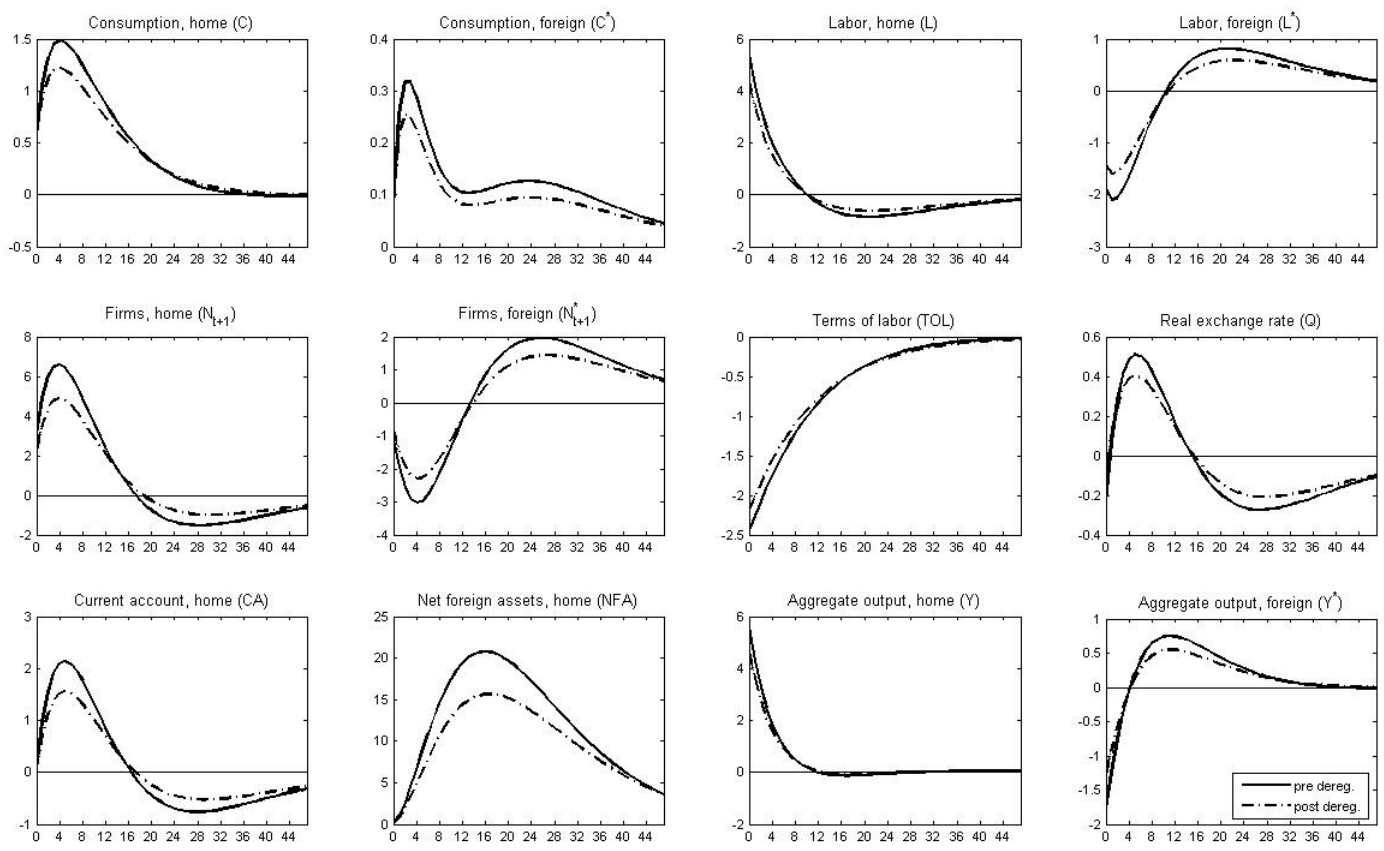 Consumption, home (C)
1.5
1
0.5
0
-0.5
0 4 8 12 16 20 24 28 32 36 40 44
Consumption, foreign (C*)
0.4
0.3
0.2
0.1
0
0 4 8 12 16 20 24 28 32 36 40 44
Labor, home (L)
6
4
2
0
-2
0 4 8 12 16 20 24 28 32 36 40 44
Labor, foreign (L*)
1
0
-1
-2
-3
0 4 8 12 16 20 24 28 32 36 40 44
Firms, home (Nt+1)
8
6
4
2
0
-2
0 4 8 12 16 20 24 28 32 36 40 44
Firms, foreign (N*t+1)
2
1
0
-1
-2
-3
-4
0 4 8 12 16 20 24 28 32 36 40 44
Terms of labor (TOL)
0
-0.5
-1
-1.5
-2
-2.5
0 4 8 12 16 20 24 28 32 36 40 44
Real exchange rate (Q)
0.6
0.4
0.2
0
-0.2
-0.4
0 4 8 12 16 20 24 28 32 36 40 44
Current account, home (CA)
3
2
1
0
-1
0 4 8 12 16 20 24 28 32 36 40 44
Net foreign assets, home (NFA)
25
20
15
10
5
0
0 4 8 12 16 20 24 28 32 36 40 44
Aggregate output, home (Y)
6
4
2
0
-2
0 4 8 12 16 20 24 28 32 36 40 44
Aggregate output, foreign (Y*)
1
0.5
0
-0.5
-1
-1.5
-2
0 4 8 12 16 20 24 28 32 36 40 44
pre dereg.
post dereg.